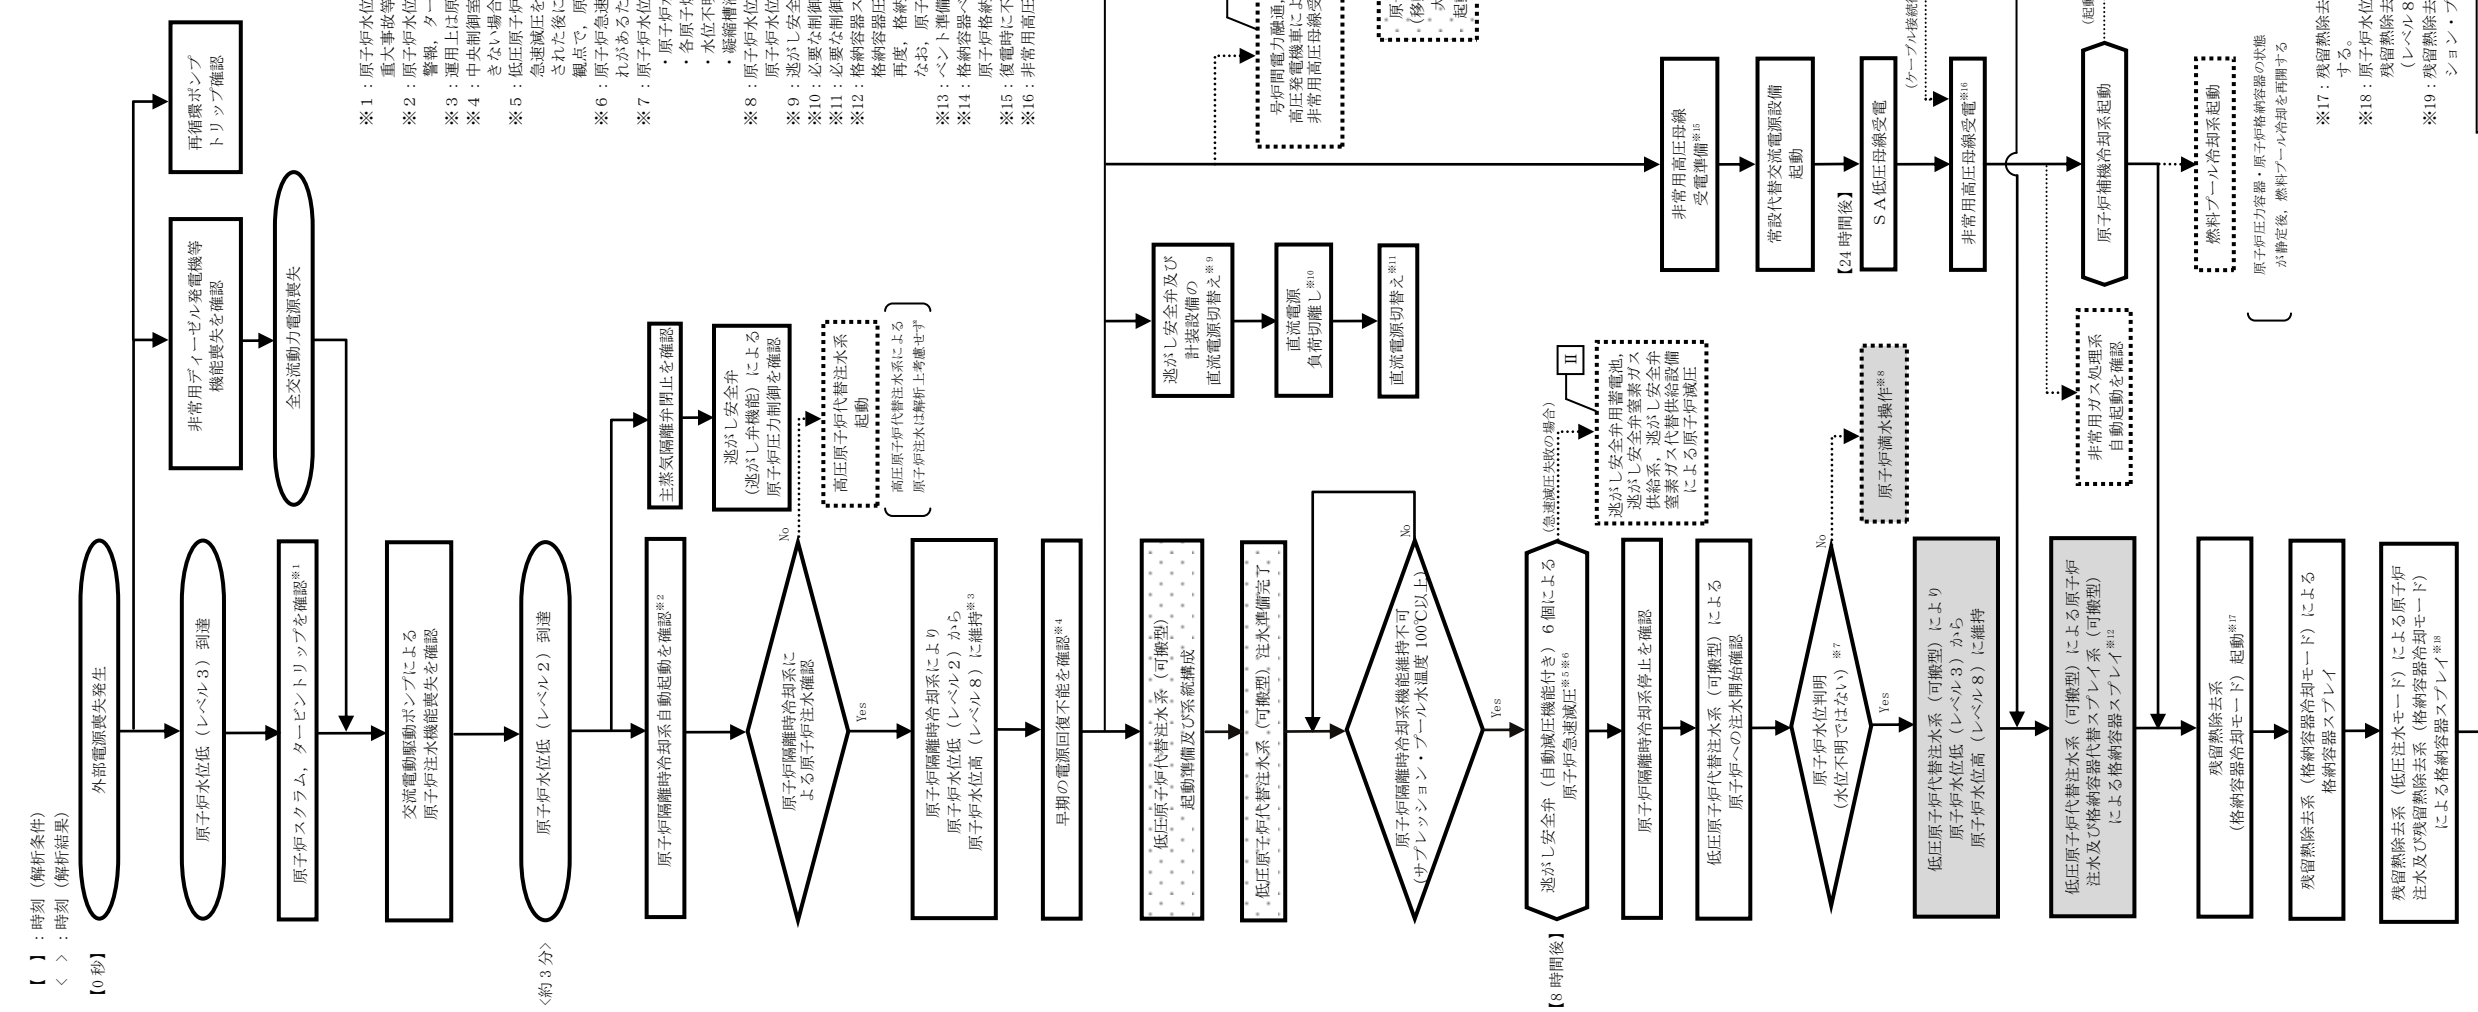 【　】：時刻（解析条件）
＜　＞：時刻（解析結果）
【0 秒】
外部電源喪失発生
再循環ポンプ
トリップ確認
非常用ディーゼル発電機等
機能喪失を確認
全交流動力電源喪失
原子炉水位低（レベル３）到達
原子炉スクラム，タービントリップを確認※1
交流電動駆動ポンプによる
原子炉注水機能喪失を確認
＜約 3 分＞
原子炉水位低（レベル２）到達
原子炉隔離時冷却系自動起動を確認※2
主蒸気隔離弁閉止を確認
逃がし安全弁
（逃がし弁機能）による
原子炉圧力制御を確認
原子炉隔離時冷却系に
よる原子炉注水確認
No
Yes
高圧原子炉代替注水系
起動
高圧原子炉代替注水系による
原子炉注水は解析上考慮せず
原子炉隔離時冷却系により
原子炉水位低（レベル２）から
原子炉水位高（レベル８）に維持※3
早期の電源回復不能を確認※4
低圧原子炉代替注水系（可搬型）
起動準備及び系統構成
低圧原子炉代替注水系（可搬型）注水準備完了
逃がし安全弁及び
計装設備の
直流電源切替え※9
直流電源
負荷切離し※10
直流電源切替え※11
原子炉隔離時冷却系機能維持不可
（サプレッション・プール水温度 100℃以上）
No
Yes
【8 時間後】
逃がし安全弁（自動減圧機能付き）６個による
原子炉急速減圧※5※6
（急速減圧失敗の場合）
Ⅱ
逃がし安全弁用蓄電池，
逃がし安全弁窒素ガス
供給系，逃がし安全弁
窒素ガス代替供給設備
による原子炉減圧
原子炉隔離時冷却系停止を確認
低圧原子炉代替注水系（可搬型）による
原子炉への注水開始確認
原子炉水位判明
（水位不明ではない）※7
No
Yes
原子炉満水操作※8
低圧原子炉代替注水系（可搬型）により
原子炉水位低（レベル３）から
原子炉水位高（レベル８）に維持
低圧原子炉代替注水系（可搬型）による原子炉
注水及び格納容器代替スプレイ系（可搬型）
による格納容器スプレイ※12
残留熱除去系
（格納容器冷却モード）起動※17
残留熱除去系（格納容器冷却モード）による
格納容器スプレイ
残留熱除去系（低圧注水モード）による原子炉
注水及び残留熱除去系（格納容器冷却モード）
による格納容器スプレイ※18
非常用高圧母線
受電準備※15
常設代替交流電源設備
起動
【24 時間後】
ＳＡ低圧母線受電
非常用高圧母線受電※16
（ケーブル接続
原子炉補機冷却系起動
（起動
非常用ガス処理系
自動起動を確認
燃料プール冷却系起動
原子炉圧力容器・原子炉格納容器の状態
が静定後，燃料プール冷却を再開する
号炉間電力融通，
高圧発電機車によ
非常用高圧母線受
（移
起
※１：原子炉水位
重大事故等
※２：原子炉水位
警報，ター
※３：運用上は原
※４：中央制御室
きない場合
※５：低圧原子炉
急速減圧を
された後に
観点で，原
※６：原子炉急速
れがあるた
※７：原子炉水位
・原子炉水
・各原子炉
・水位不明
・凝縮槽液
※８：原子炉水位
原子炉水位
※９：逃がし安全
※10：必要な制御
※11：必要な制御
※12：格納容器ス
格納容器圧
再度，格納
なお，原子
※13：ベント準備
※14：格納容器ベ
原子炉格納
※15：復電時に不
※16：非常用高圧
※17：残留熱除去
する。
※18：原子炉水位
残留熱除去
（レベル８
※19：残留熱除去
ション・プ